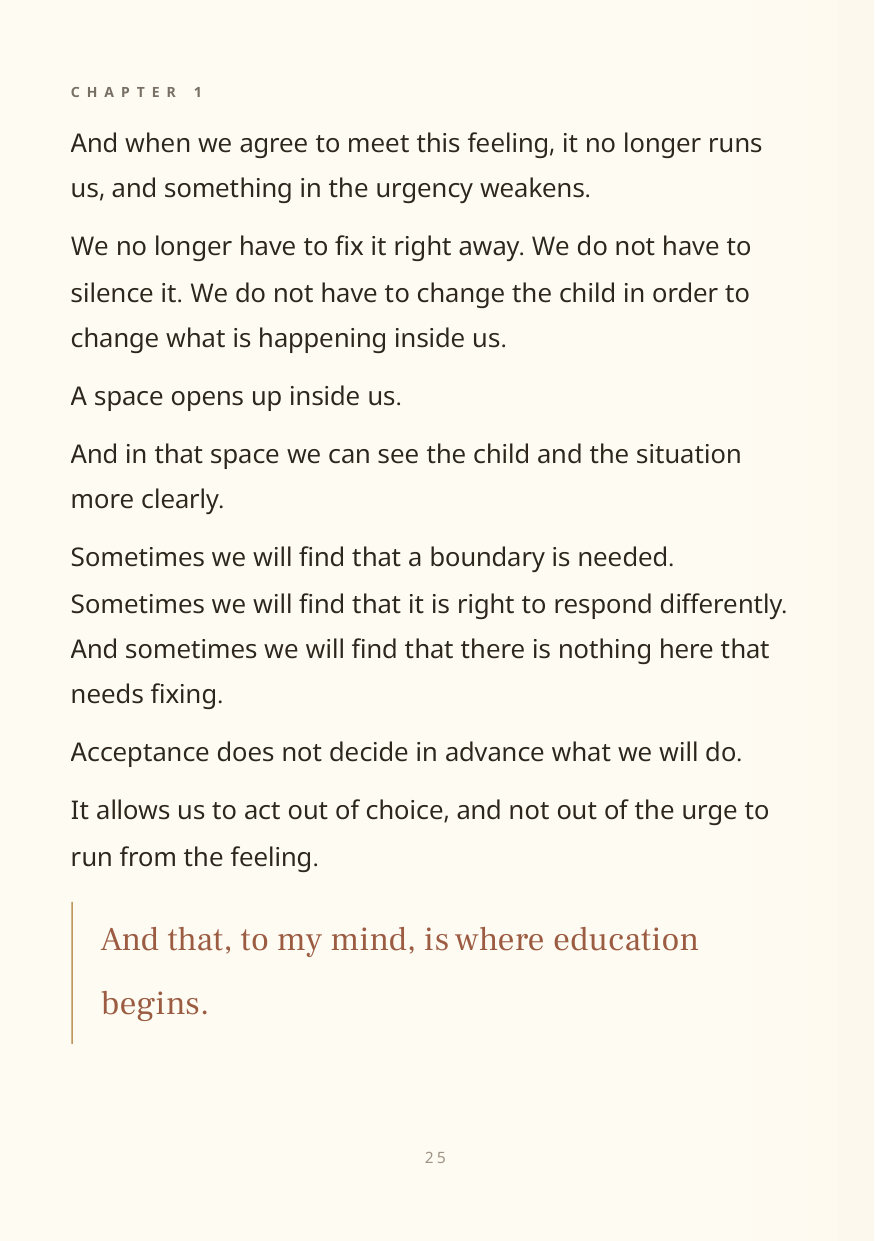 CHAPTER 1
And when we agree to meet this feeling, it no longer runs
us, and something in the urgency weakens.
We no longer have to fix it right away. We do not have to
silence it. We do not have to change the child in order to
change what is happening inside us.
A space opens up inside us.
And in that space we can see the child and the situation
more clearly.
Sometimes we will find that a boundary is needed.
Sometimes we will find that it is right to respond differently.
And sometimes we will find that there is nothing here that
needs fixing.
Acceptance does not decide in advance what we will do.
It allows us to act out of choice, and not out of the urge to
run from the feeling.
And that, to my mind, is where education
begins.
25